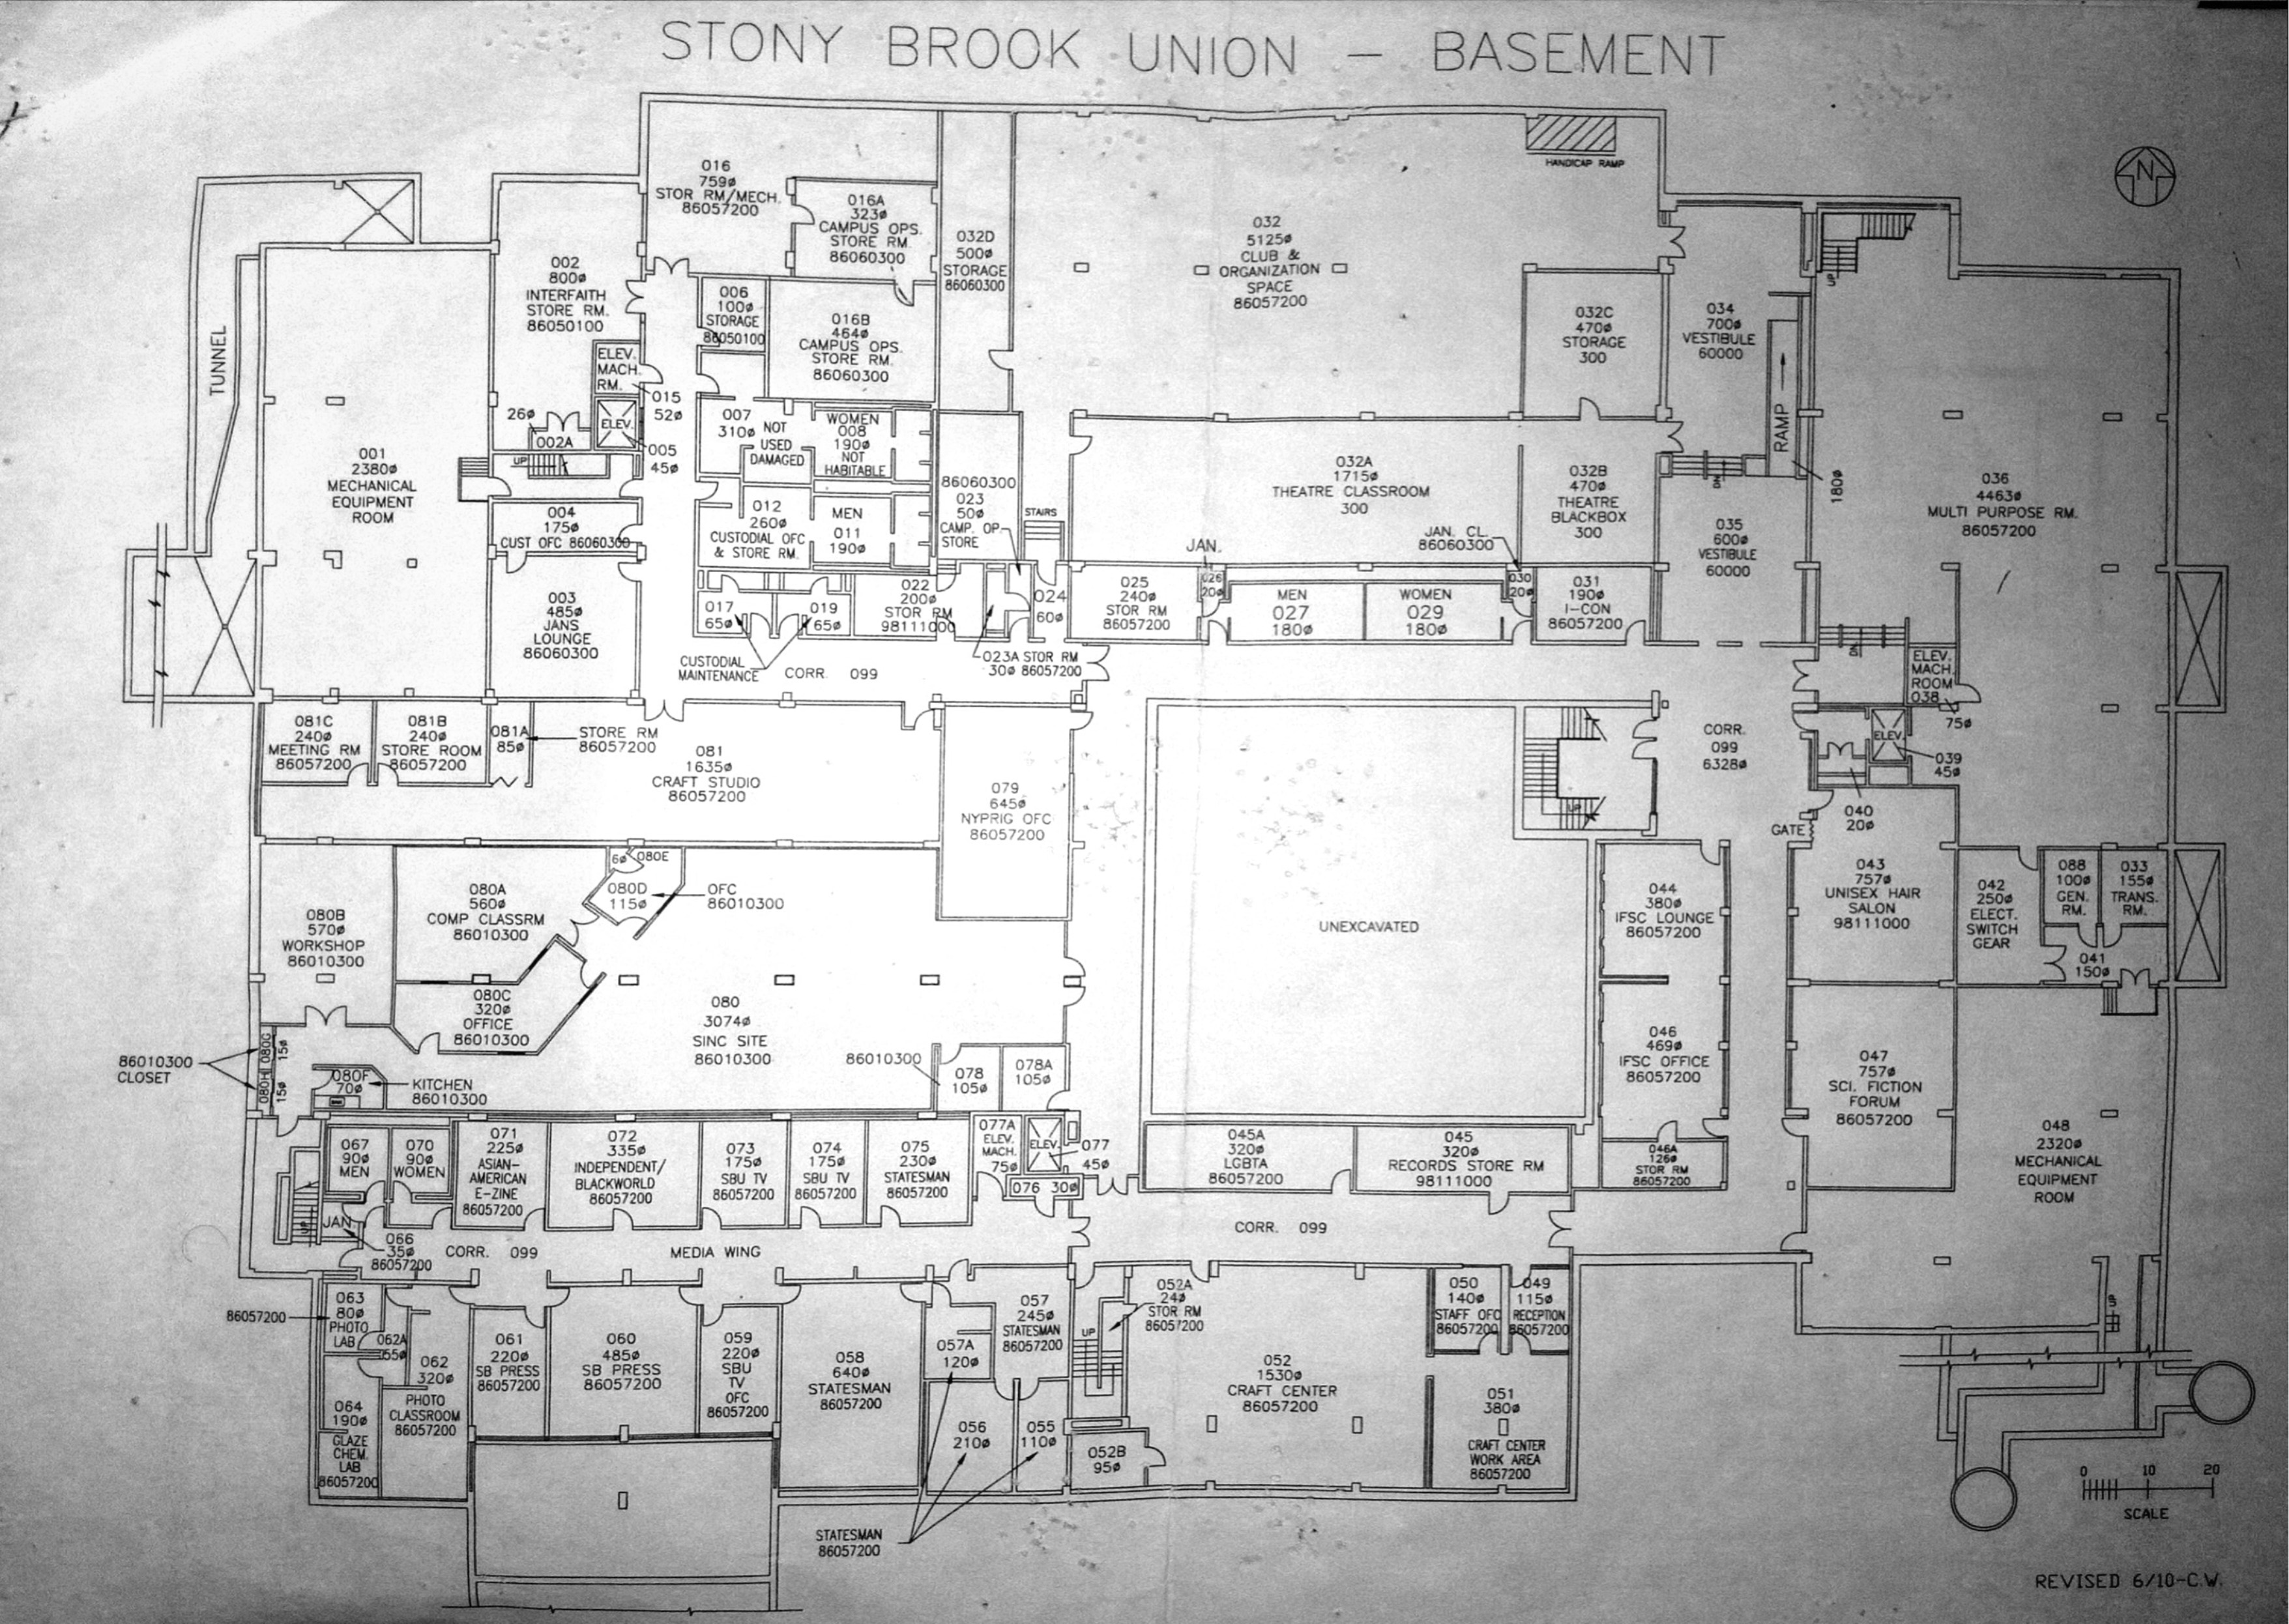 STONY BROOK UNION — BASEMENT
N
HANDICAP RAMP
016
759ø
STOR RM/MECH.
86057200
016A
323ø
CAMPUS OPS.
STORE RM.
86060300
032D
500ø
STORAGE
86060300
032
5125ø
CLUB &
ORGANIZATION
SPACE
86057200
002
800ø
INTERFAITH
STORE RM.
86050100
006
100ø
STORAGE
86050100
016B
464ø
CAMPUS OPS.
STORE RM.
86060300
032C
470ø
STORAGE
300
034
700ø
VESTIBULE
60000
UP
TUNNEL
ELEV.
MACH.
RM.
015
52ø
ELEV.
005
45ø
26ø
002A
UP
007
310ø
NOT
USED
DAMAGED
WOMEN
008
190ø
NOT
HABITABLE
RAMP
180ø
001
2380ø
MECHANICAL
EQUIPMENT
ROOM
032A
1715ø
THEATRE CLASSROOM
300
032B
470ø
THEATRE
BLACKBOX
300
DN
036
4463ø
MULTI PURPOSE RM.
86057200
004
175ø
CUST OFC 86060300
012
260ø
CUSTODIAL OFC
& STORE RM.
MEN
011
190ø
86060300
023
50ø
CAMP. OP.
STORE
STAIRS
JAN.
JAN. CL.
86060300
035
600ø
VESTIBULE
60000
003
485ø
JANS
LOUNGE
86060300
017
65ø
019
65ø
022
200ø
STOR RM
98111000
024
60ø
025
240ø
STOR RM
86057200
026
20ø
MEN
027
180ø
WOMEN
029
180ø
030
20ø
031
190ø
I-CON
86057200
CUSTODIAL
MAINTENANCE
CORR. 099
023A STOR RM
30ø 86057200
DN
ELEV.
MACH.
ROOM
038
75ø
081C
240ø
MEETING RM
86057200
081B
240ø
STORE ROOM
86057200
081A
85ø
STORE RM
86057200
081
1635ø
CRAFT STUDIO
86057200
079
645ø
NYPRIG OFC
86057200
UP
CORR.
099
6328ø
ELEV.
039
45ø
040
20ø
GATE
080B
570ø
WORKSHOP
86010300
080A
560ø
COMP CLASSRM
86010300
6ø
080E
080D
115ø
OFC
86010300
UNEXCAVATED
044
380ø
IFSC LOUNGE
86057200
043
757ø
UNISEX HAIR
SALON
98111000
042
250ø
ELECT.
SWITCH
GEAR
088
100ø
GEN.
RM.
033
155ø
TRANS.
RM.
041
150ø
080C
320ø
OFFICE
86010300
080
3074ø
SINC SITE
86010300
86010300
078
105ø
078A
105ø
046
469ø
IFSC OFFICE
86057200
047
757ø
SCI. FICTION
FORUM
86057200
86010300
CLOSET
080H
15ø
15ø
080F
70ø
KITCHEN
86010300
067
90ø
MEN
070
90ø
WOMEN
071
225ø
ASIAN-
AMERICAN
E-ZINE
86057200
072
335ø
INDEPENDENT/
BLACKWORLD
86057200
073
175ø
SBU TV
86057200
074
175ø
SBU TV
86057200
075
230ø
STATESMAN
86057200
077A
ELEV.
MACH.
75ø
ELEV.
077
45ø
076 30ø
045A
320ø
LGBTA
86057200
045
320ø
RECORDS STORE RM
98111000
046A
126ø
STOR RM
86057200
048
2320ø
MECHANICAL
EQUIPMENT
ROOM
UP
JAN.
066
35ø
86057200
CORR. 099
MEDIA WING
CORR. 099
86057200
063
80ø
PHOTO
LAB
062A
55ø
062
320ø
PHOTO
CLASSROOM
86057200
064
190ø
GLAZE
CHEM.
LAB
86057200
061
220ø
SB PRESS
86057200
060
485ø
SB PRESS
86057200
059
220ø
SBU
TV
OFC
86057200
058
640ø
STATESMAN
86057200
057
245ø
STATESMAN
86057200
057A
120ø
056
210ø
055
110ø
UP
052A
24ø
STOR RM
86057200
052B
95ø
052
1530ø
CRAFT CENTER
86057200
050
140ø
STAFF OFC
86057200
049
115ø
RECEPTION
86057200
051
380ø
CRAFT CENTER
WORK AREA
86057200
STATESMAN
86057200
0 10 20
SCALE
REVISED 6/10-C.W.